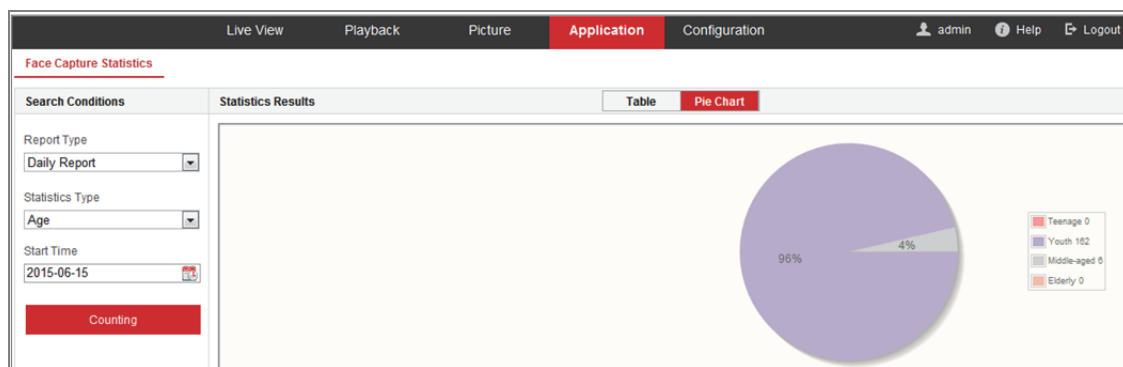 Live View Playback Picture Application Configuration admin Help Logout
Face Capture Statistics
Search Conditions
Statistics Results
Table Pie Chart
Report Type
Daily Report
Statistics Type
Age
Start Time
2015-06-15
Counting
96%
4%
Teenage 0
Youth 162
Middle-aged 6
Elderly 0